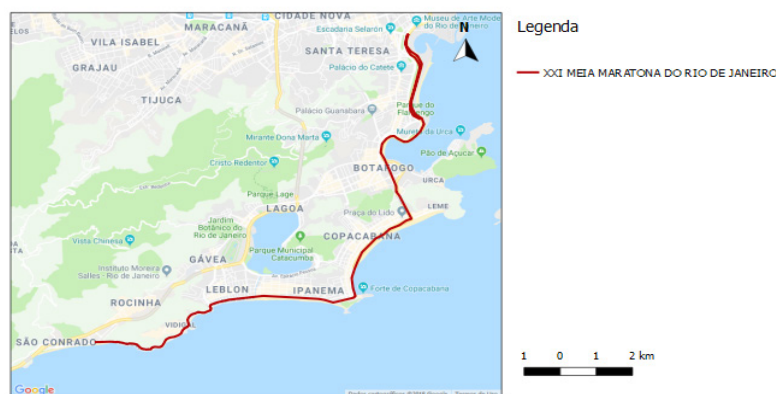 CIDADE NOVA
Museu de Arte Mode
do Rio de Janeiro
MARACANÃ
Escadaria Selarón
N
VILA ISABEL
SANTA TERESA
GRAJAÚ
Palácio do Catete
TIJUCA
Parque do
Flamengo
Palácio Guanabara
Mureta da Urca
Mirante Dona Marta
Pão de Açúcar
Cristo Redentor
BOTAFOGO
URCA
Parque Lage
LEME
LAGOA
Praça do Lido
Jardim
Botânico do
Rio de Janeiro
COPACABANA
Vista Chinesa
Parque Municipal
Catacumba
GÁVEA
Instituto Moreira
Salles - Rio de Janeiro
LEBLON
IPANEMA
Forte de Copacabana
ROCINHA
VIDIGAL
SÃO CONRADO
Google
Legenda
XXI MEIA MARATONA DO RIO DE JANEIRO
1 0 1 2 km